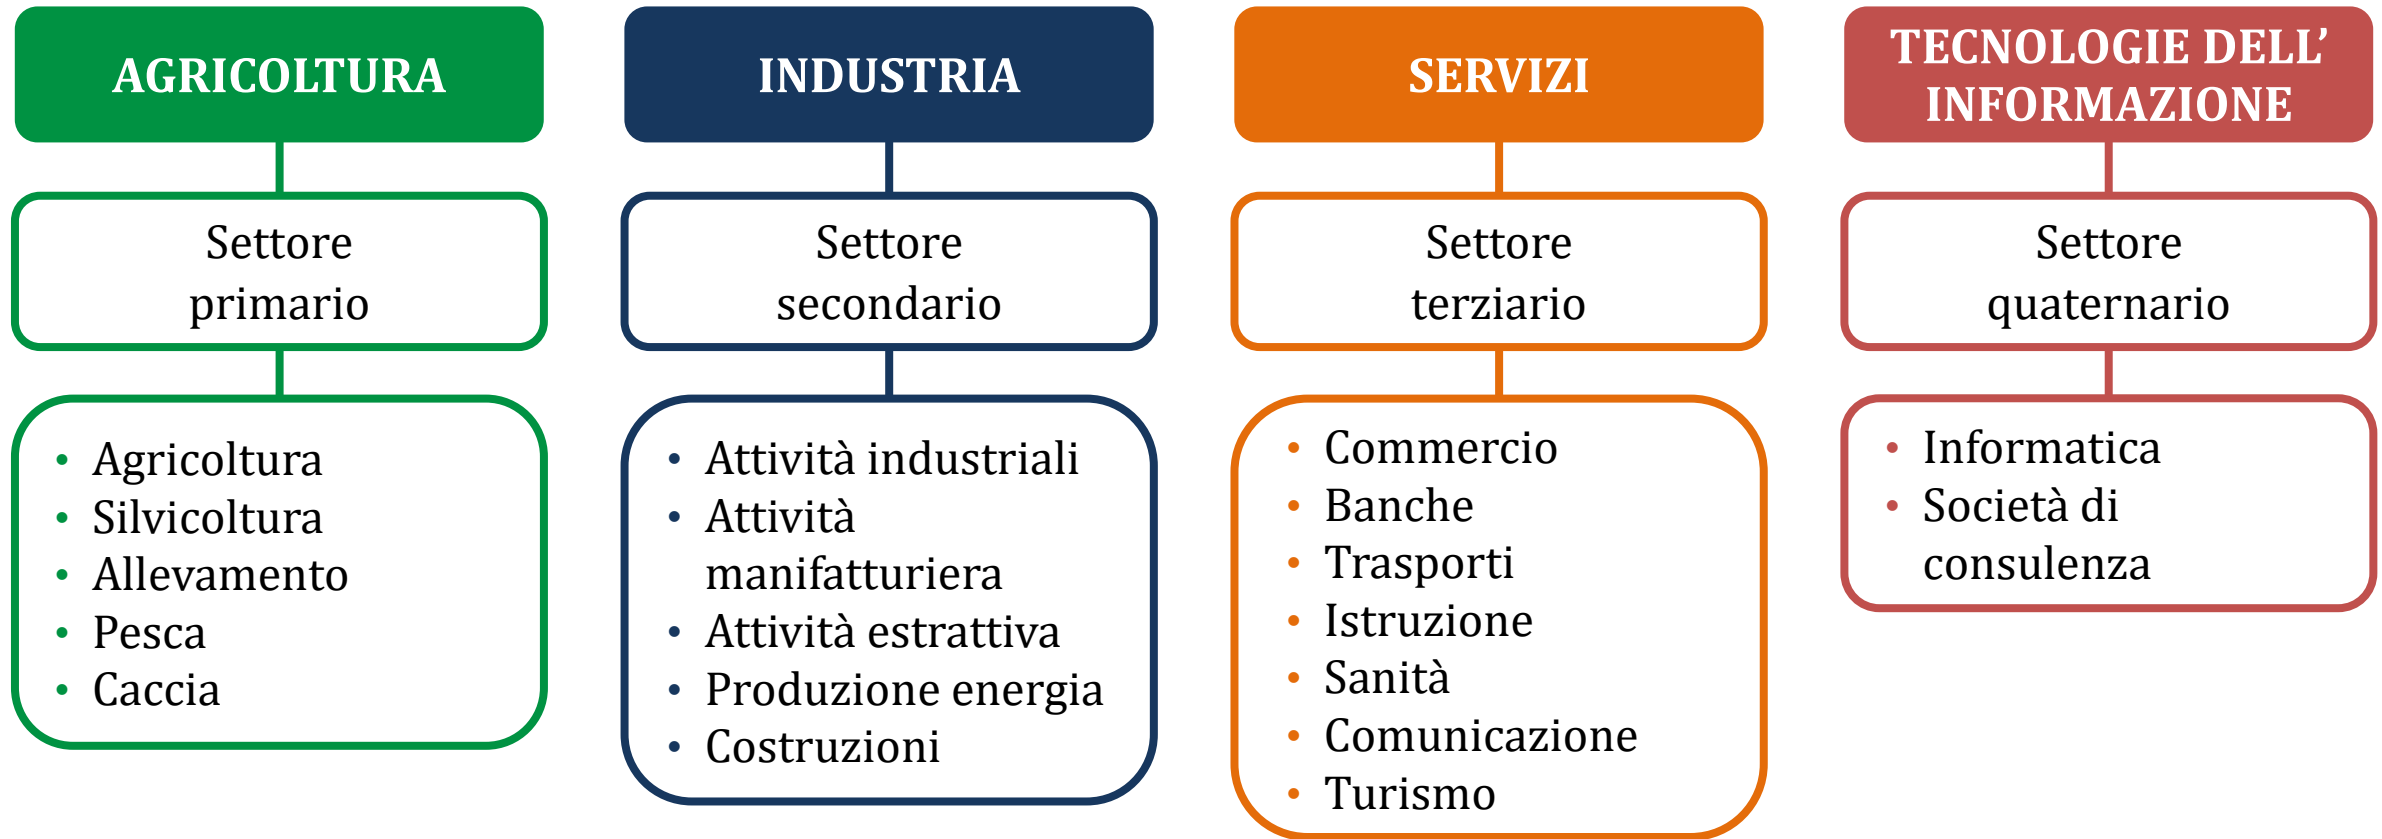 AGRICOLTURA
Settore
primario
• Agricoltura
• Silvicoltura
• Allevamento
• Pesca
• Caccia
INDUSTRIA
Settore
secondario
• Attività industriali
• Attività
manifatturiera
• Attività estrattiva
• Produzione energia
• Costruzioni
SERVIZI
Settore
terziario
• Commercio
• Banche
• Trasporti
• Istruzione
• Sanità
• Comunicazione
• Turismo
TECNOLOGIE DELL’
INFORMAZIONE
Settore
quaternario
• Informatica
• Società di
consulenza